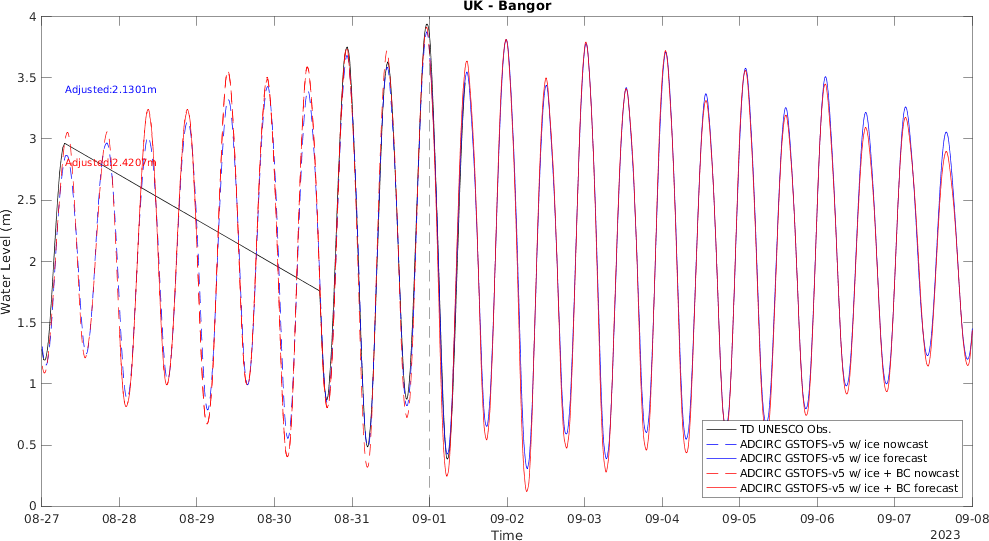 UK - Bangor
Water Level (m)
4
3.5
3
2.5
2
1.5
1
0.5
0
Adjusted:2.1301m
Adjusted:2.4207m
TD UNESCO Obs.
ADCIRC GSTOFS-v5 w/ ice nowcast
ADCIRC GSTOFS-v5 w/ ice forecast
ADCIRC GSTOFS-v5 w/ ice + BC nowcast
ADCIRC GSTOFS-v5 w/ ice + BC forecast
08-27 08-28 08-29 08-30 08-31 09-01 09-02 09-03 09-04 09-05 09-06 09-07 09-08
Time
2023